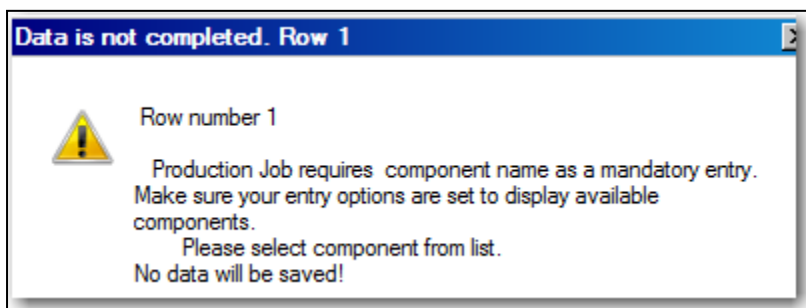 Data is not completed. Row 1
Row number 1
Production Job requires component name as a mandatory entry.
Make sure your entry options are set to display available
components.
Please select component from list.
No data will be saved!